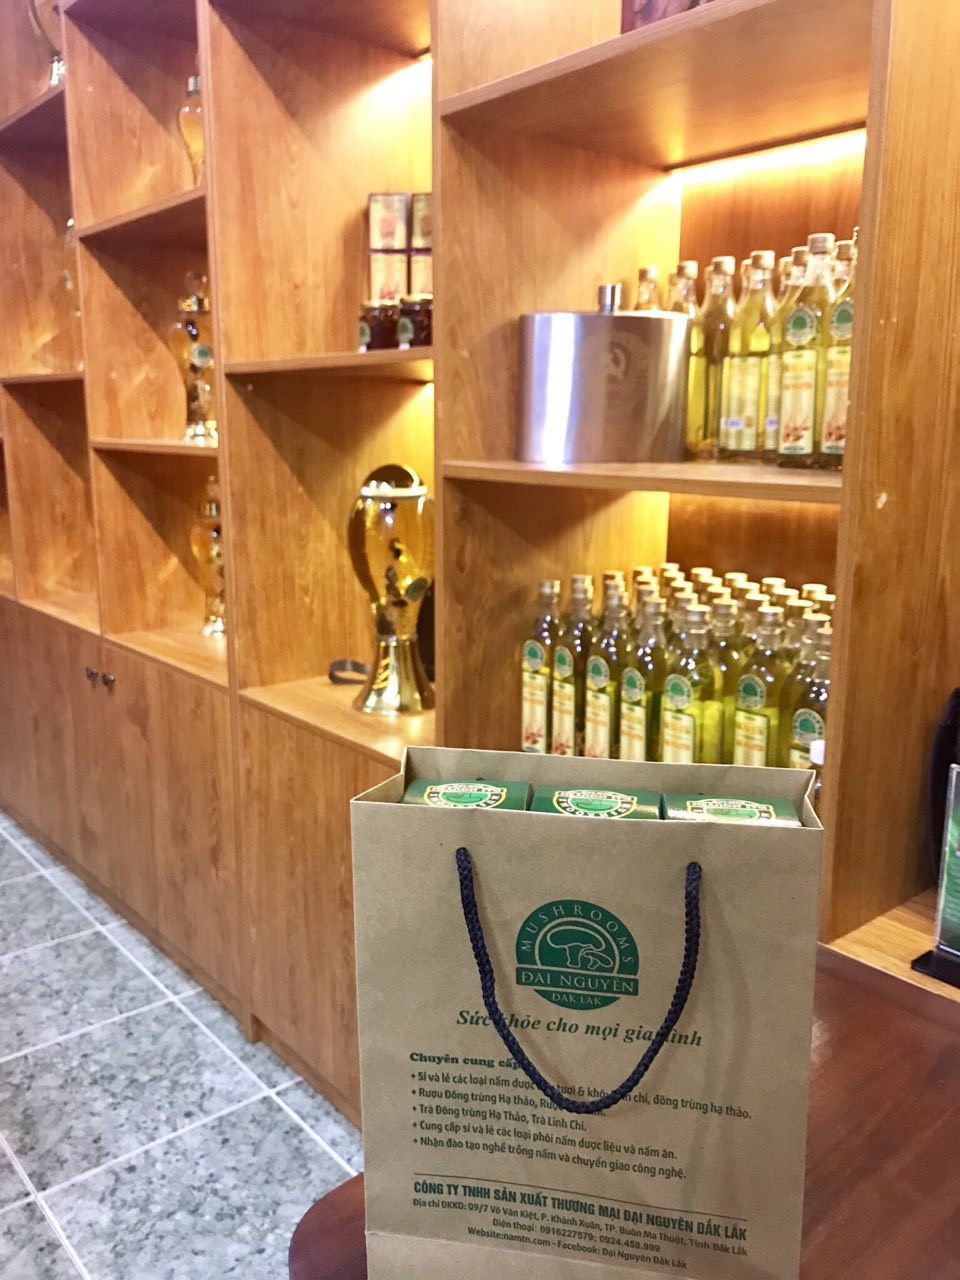 MUSHROOMS
ĐẠI NGUYÊN
DAK LAK
Sức khỏe cho mọi gia đình
Chuyên cung cấp
+ Sỉ và lẻ các loại nấm dược tươi & khô chi, đông trùng hạ thảo.
+ Rượu Đông trùng Hạ thảo,
+ Trà Đông trùng Hạ Thảo, Trà Linh Chi.
+ Cung cấp sỉ và lẻ các loại phôi nấm dược liệu và nấm ăn.
+ Nhận đào tạo nghề trồng nấm và chuyển giao công nghệ.
CÔNG TY TNHH SẢN XUẤT THƯƠNG MẠI ĐẠI NGUYÊN ĐẮK LẮK
Địa chỉ ĐKKD: 09/7 Võ Văn Kiệt, P. Khánh Xuân, TP. Buôn Ma Thuột, Tỉnh Đắk Lắk
Điện thoại: 0916227579; 0924.458.999
Website:namtn.com - Facebook: Đại Nguyên Đắk Lắk